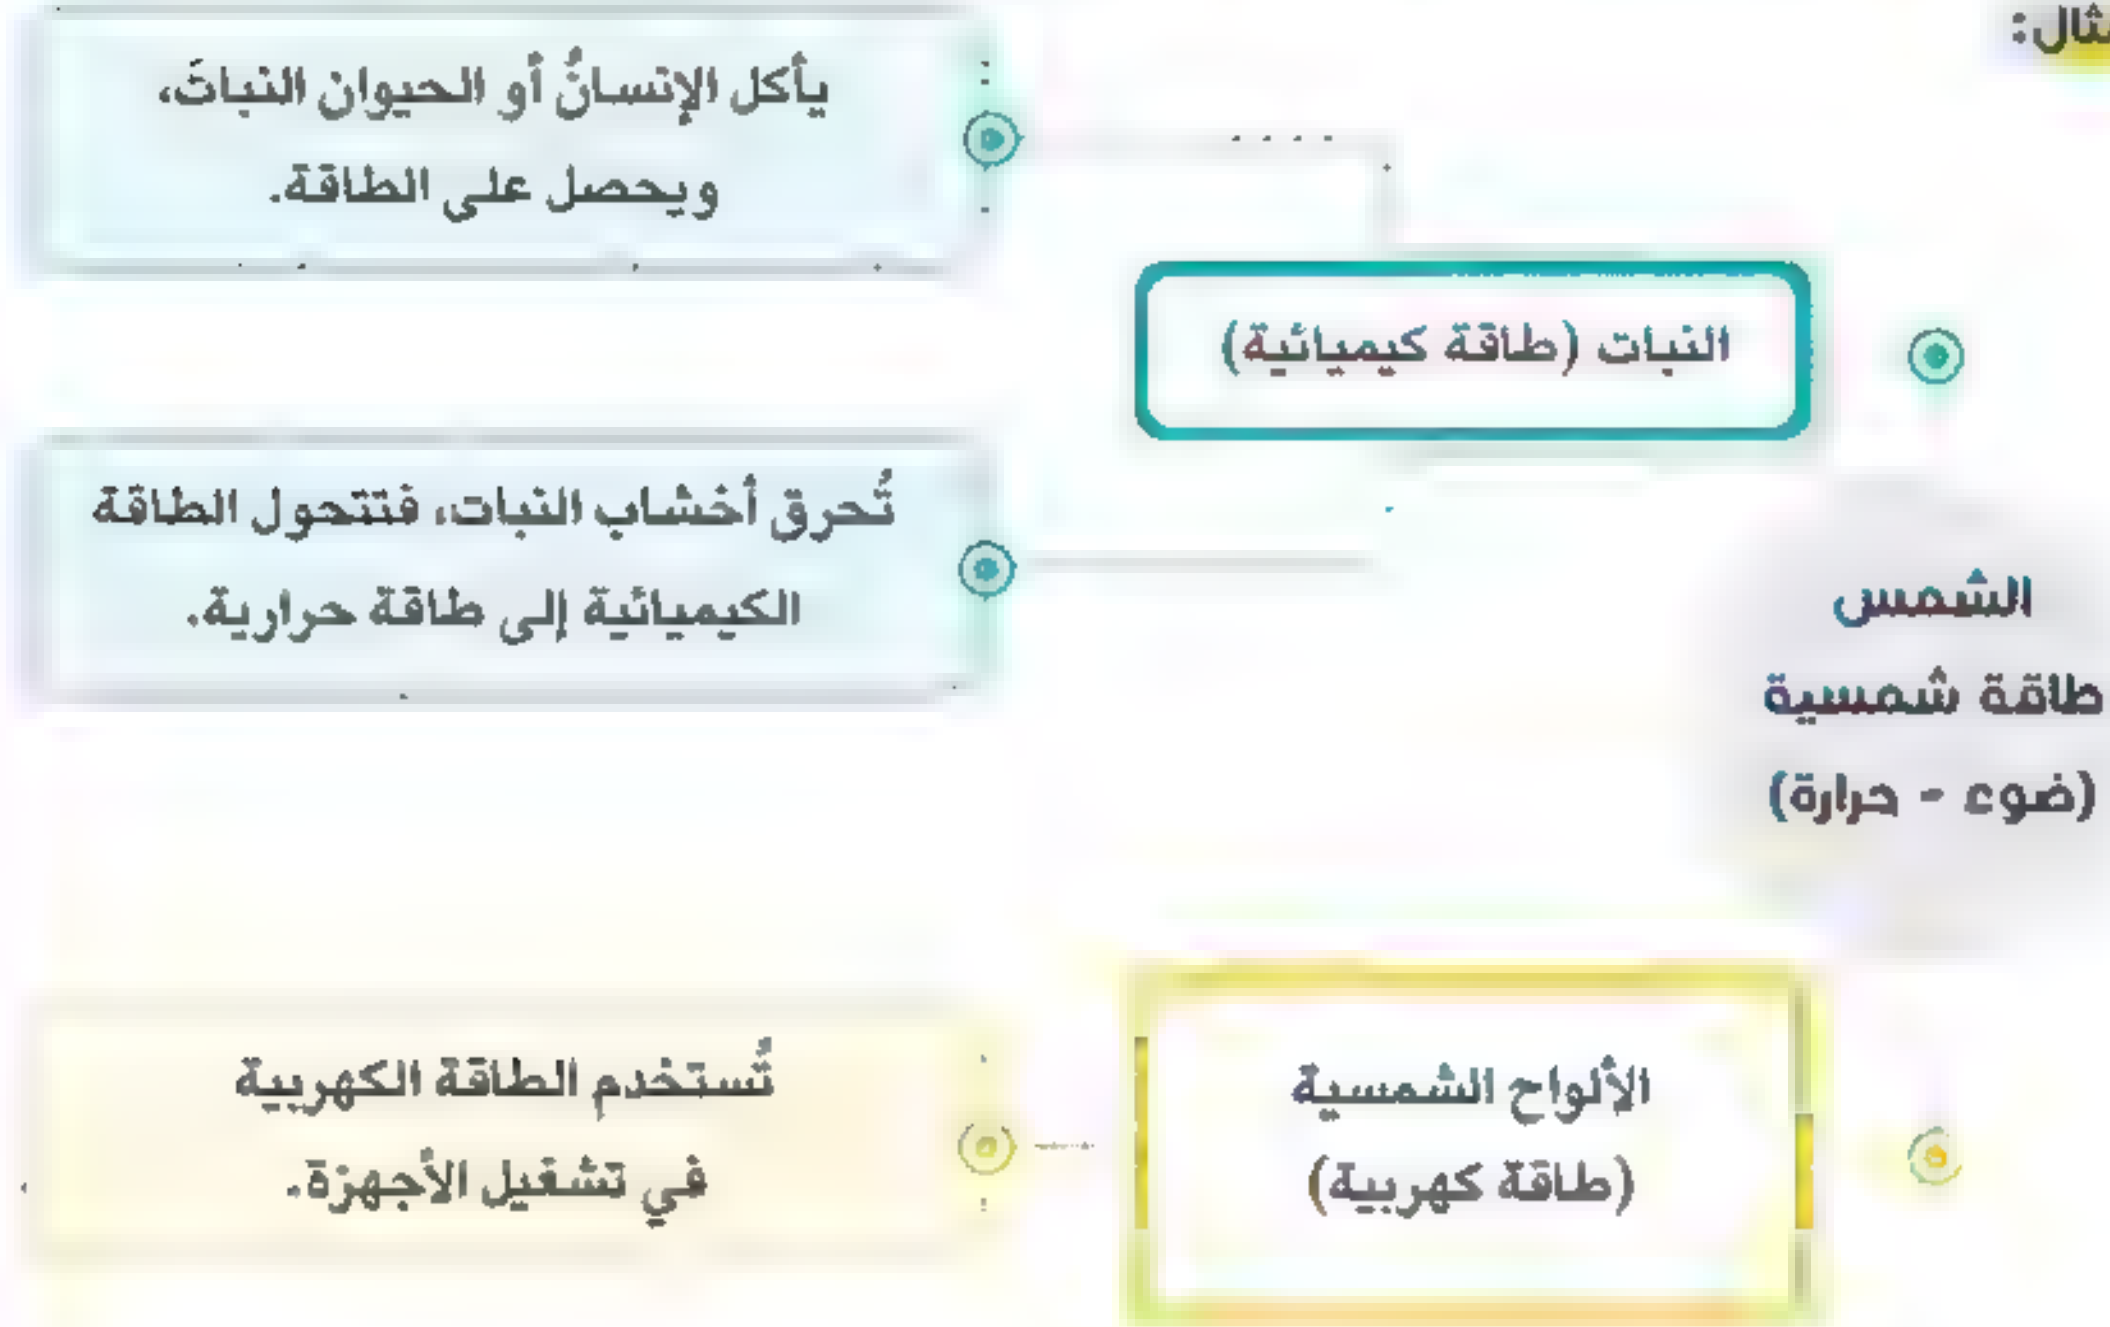 الشمس
طاقة شمسية
(ضوء - حرارة)
النبات (طاقة كيميائية)
يأكل الإنسانُ أو الحيوان النباتَ،
ويحصل على الطاقة.
تُحرق أخشاب النبات، فتتحول الطاقة
الكيميائية إلى طاقة حرارية.
الألواح الشمسية
(طاقة كهربية)
تُستخدم الطاقة الكهربية
في تشغيل الأجهزة.